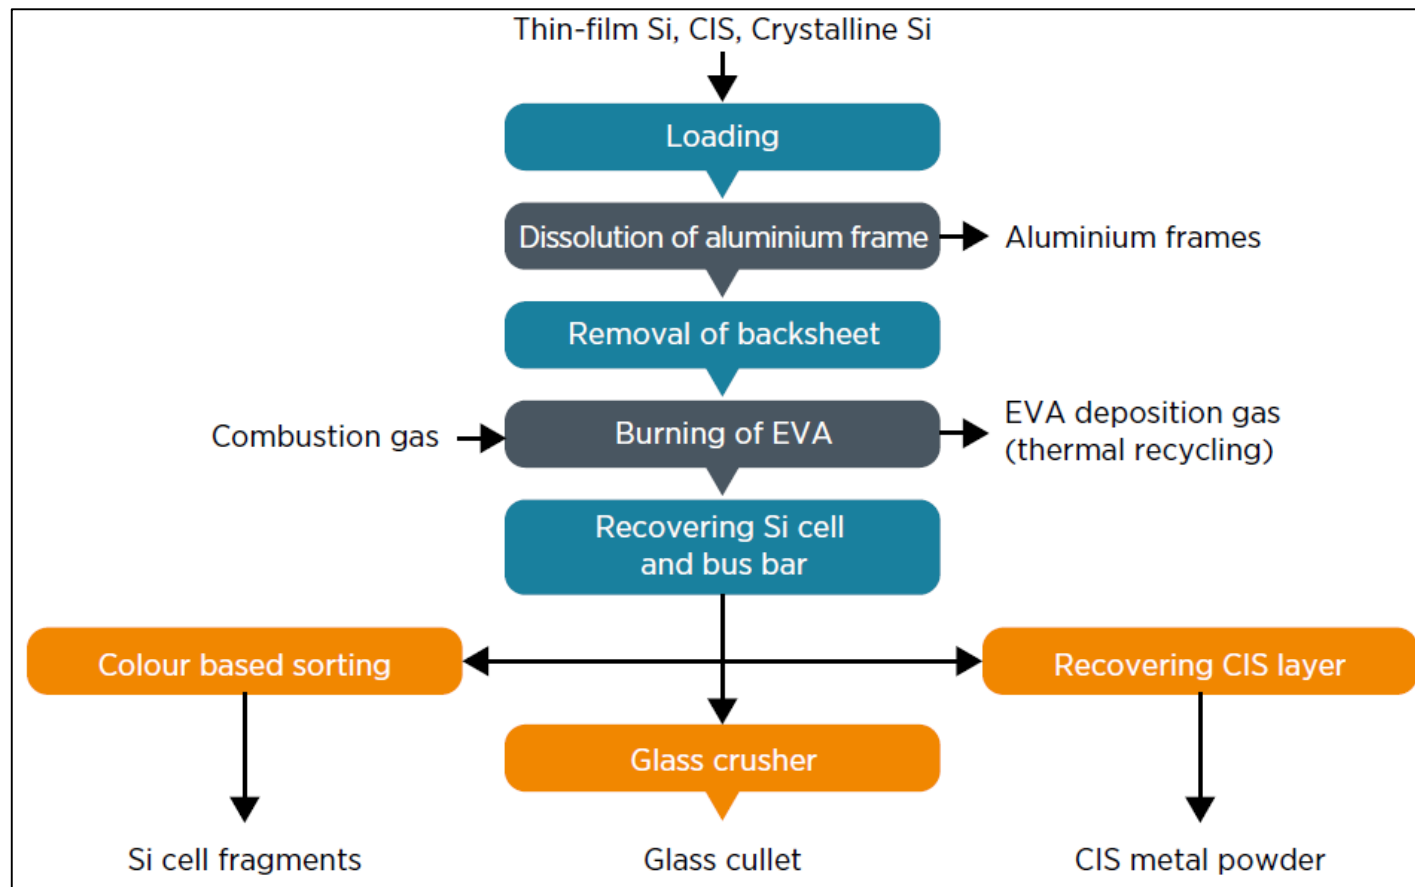 Thin-film Si, CIS, Crystalline Si
Loading
Dissolution of aluminium frame
Aluminium frames
Removal of backsheet
Combustion gas
Burning of EVA
EVA deposition gas
(thermal recycling)
Recovering Si cell
and bus bar
Colour based sorting
Recovering CIS layer
Glass crusher
Si cell fragments
Glass cullet
CIS metal powder